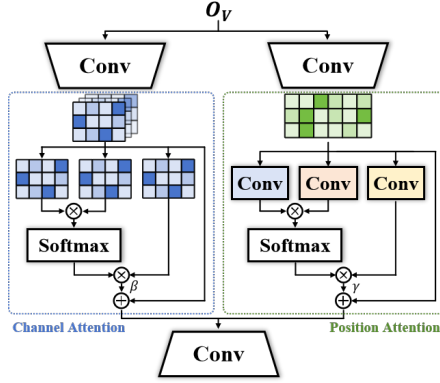 O_V
Conv Conv
Conv Conv Conv
Softmax Softmax
β γ
Channel Attention Position Attention
Conv